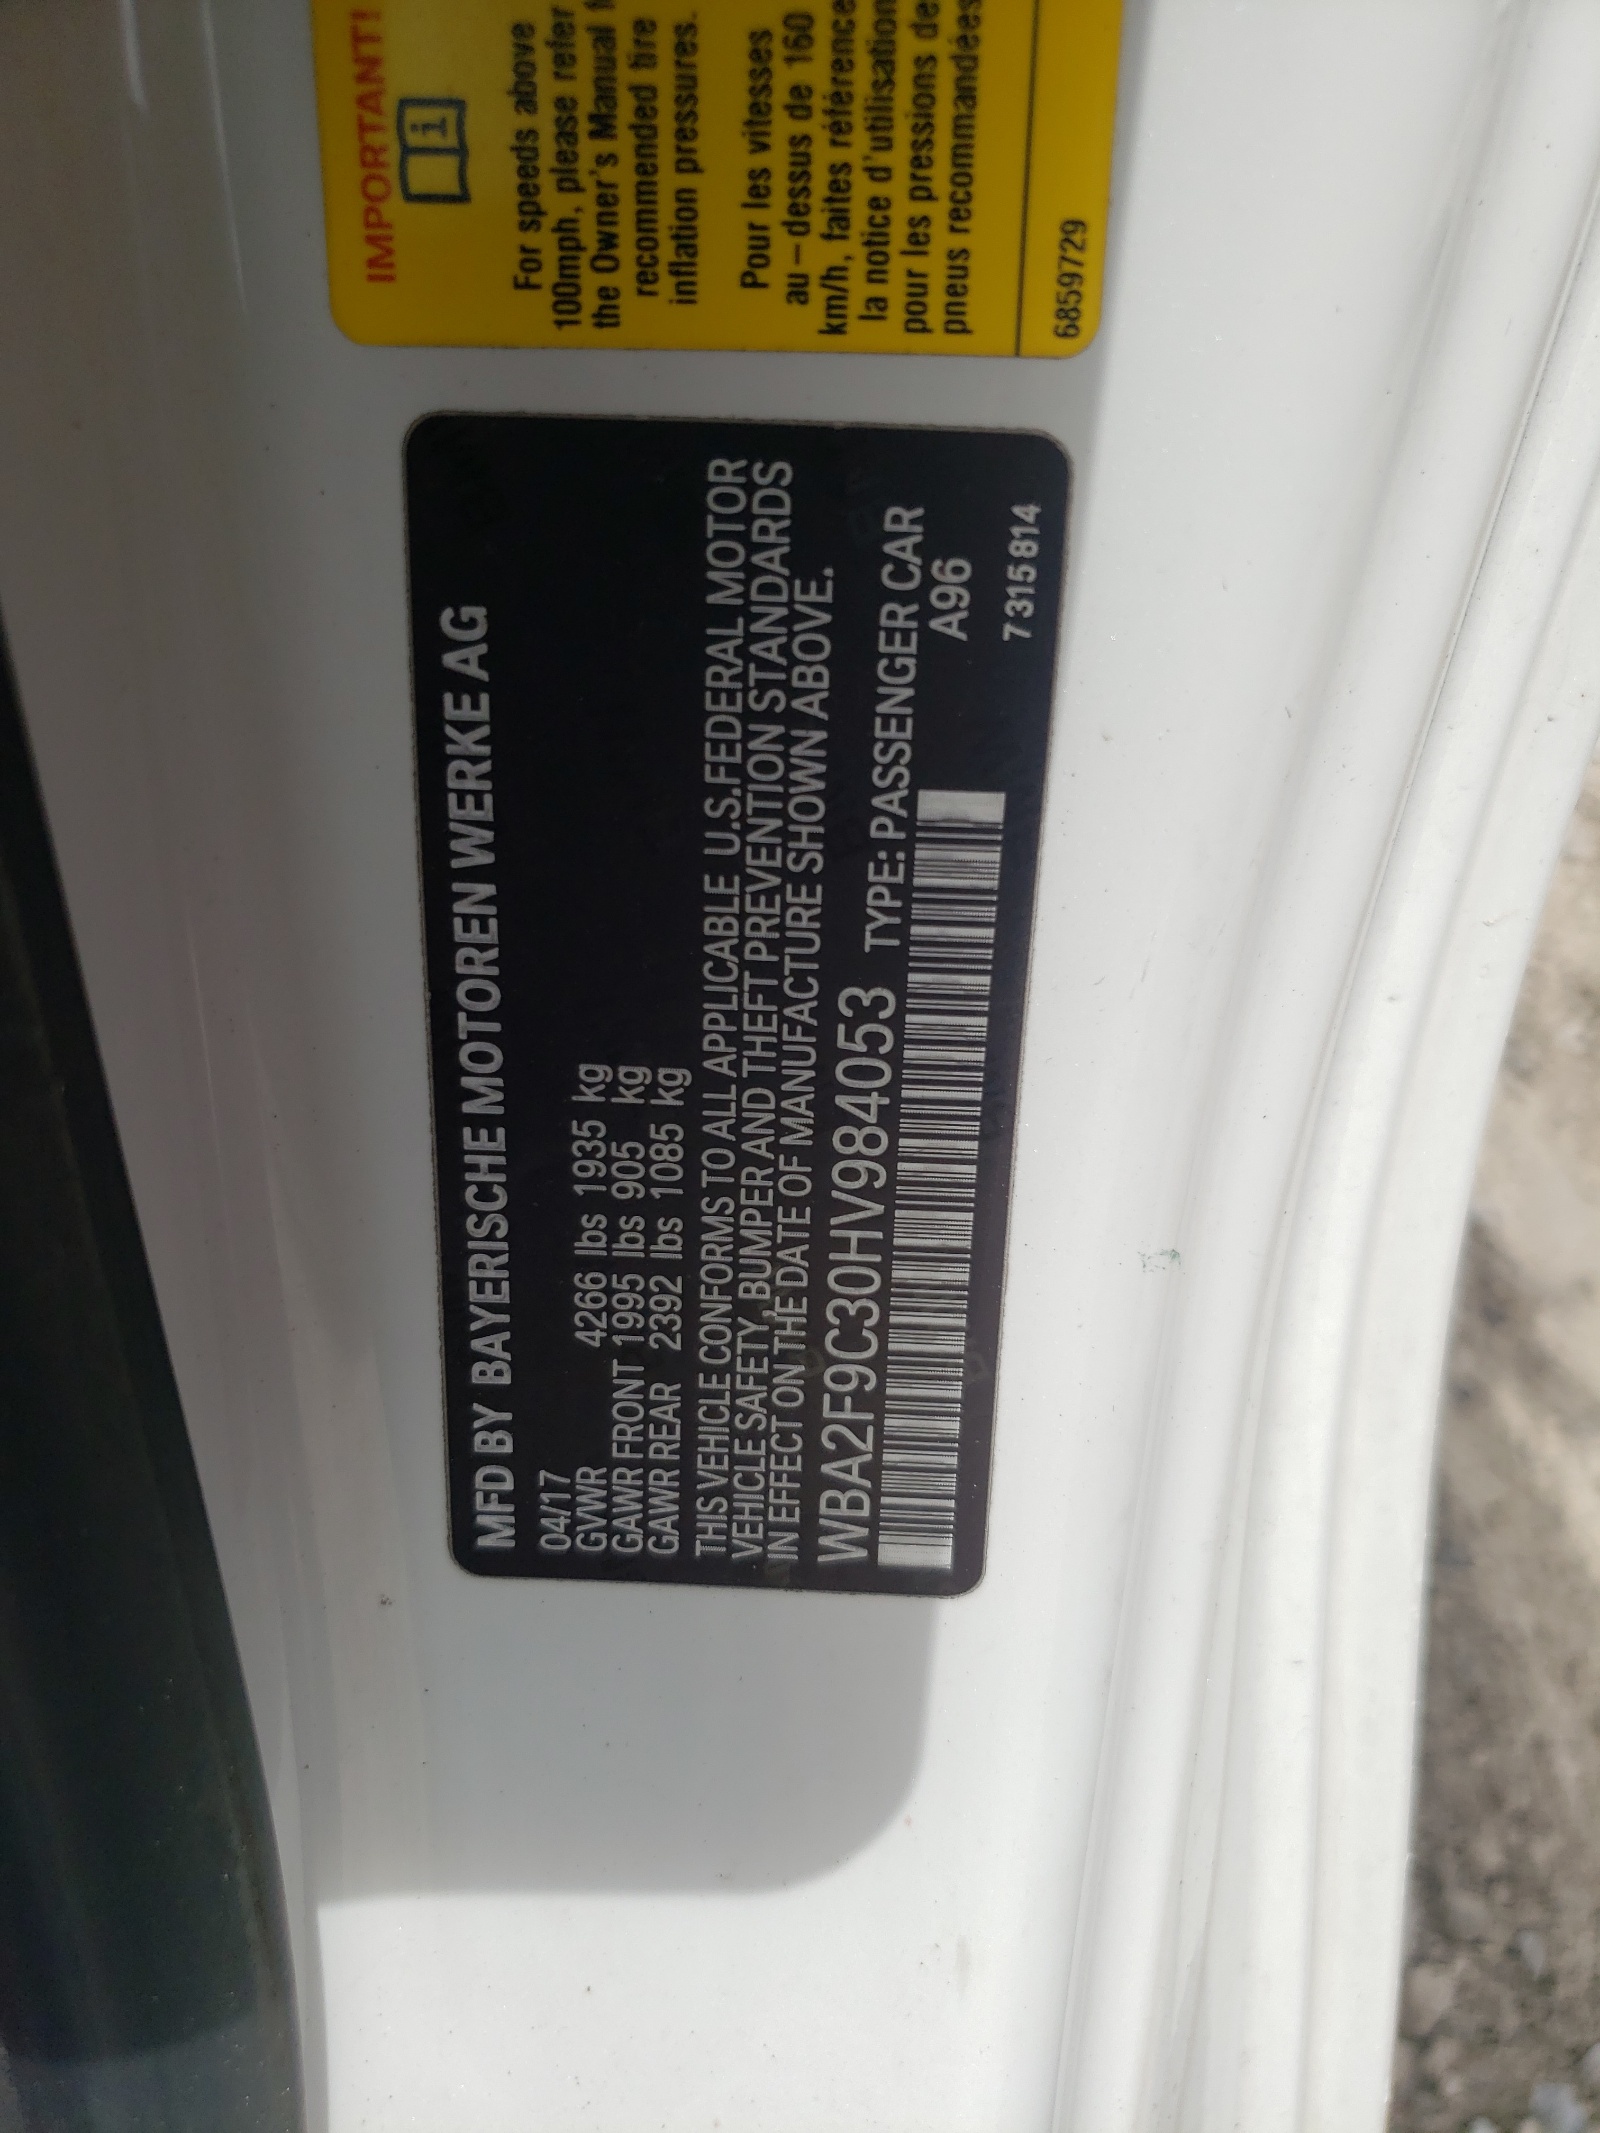 MFD BY BAYERISCHE MOTOREN WERKE AG
04/17
GVWR 4266 lbs 1935 kg
GAWR FRONT 1995 lbs 905 kg
GAWR REAR 2392 lbs 1085 kg
THIS VEHICLE CONFORMS TO ALL APPLICABLE U.S.FEDERAL MOTOR
VEHICLE SAFETY, BUMPER AND THEFT PREVENTION STANDARDS
IN EFFECT ON THE DATE OF MANUFACTURE SHOWN ABOVE.
WBA2F9C30HV984053 TYPE: PASSENGER CAR
A96
7315814
IMPORTANT!
For speeds above
100mph, please refer
the Owner's Manual
recommended tire
inflation pressures.
Pour les vitesses
au-dessus de 160
km/h, faites référence
la notice d'utilisation
pour les pressions de
pneus recommandées
6859729